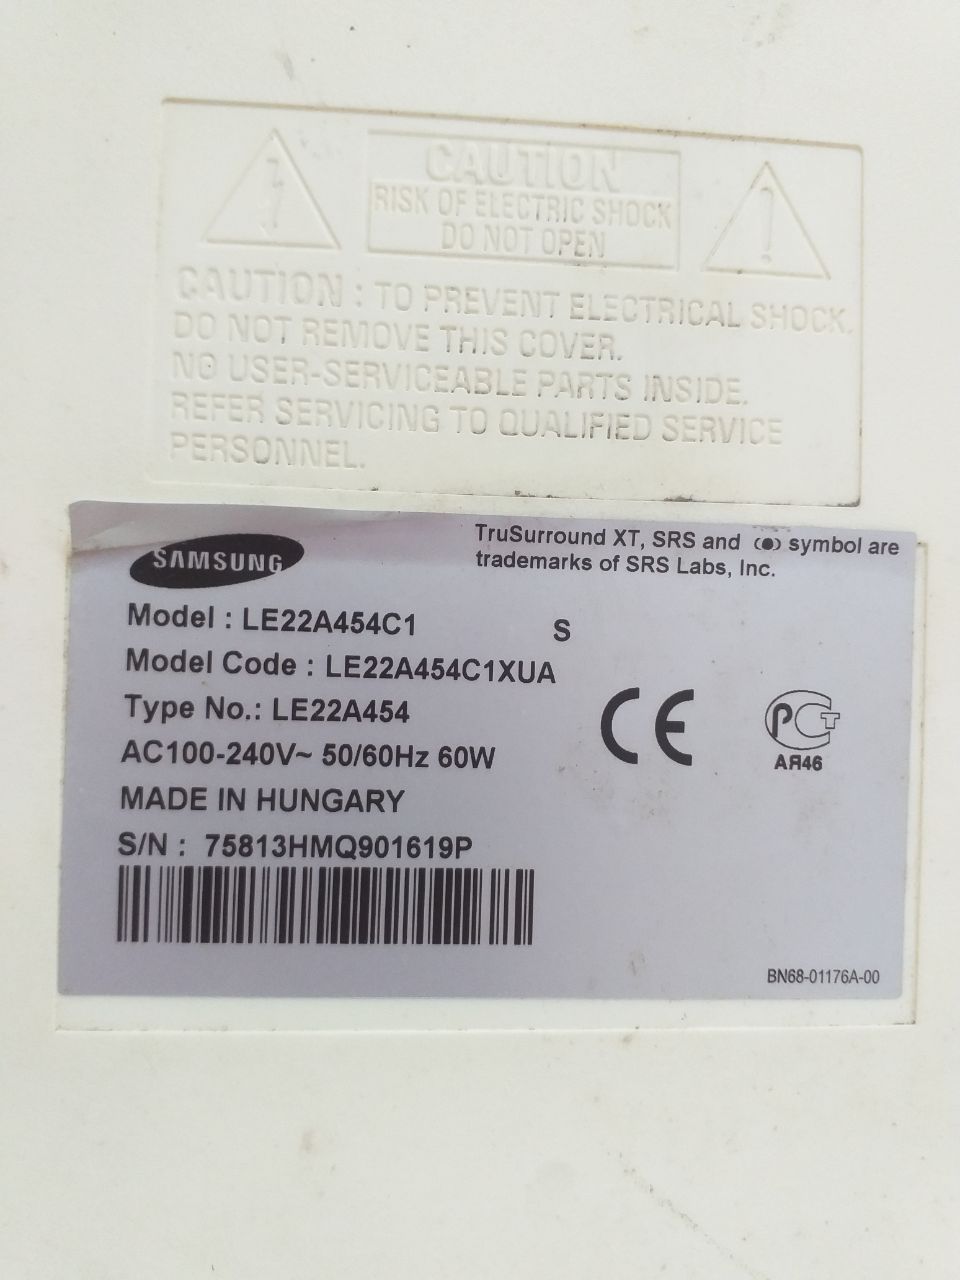 CAUTION
RISK OF ELECTRIC SHOCK
DO NOT OPEN
CAUTION : TO PREVENT ELECTRICAL SHOCK.
DO NOT REMOVE THIS COVER.
NO USER-SERVICEABLE PARTS INSIDE.
REFER SERVICING TO QUALIFIED SERVICE
PERSONNEL.
SAMSUNG
TruSurround XT, SRS and (●) symbol are
trademarks of SRS Labs, Inc.
Model : LE22A454C1
S
Model Code : LE22A454C1XUA
Type No.: LE22A454
AC100-240V~ 50/60Hz 60W
CE
РСТ
АЯ46
MADE IN HUNGARY
S/N : 75813HMQ901619P
BN68-01176A-00